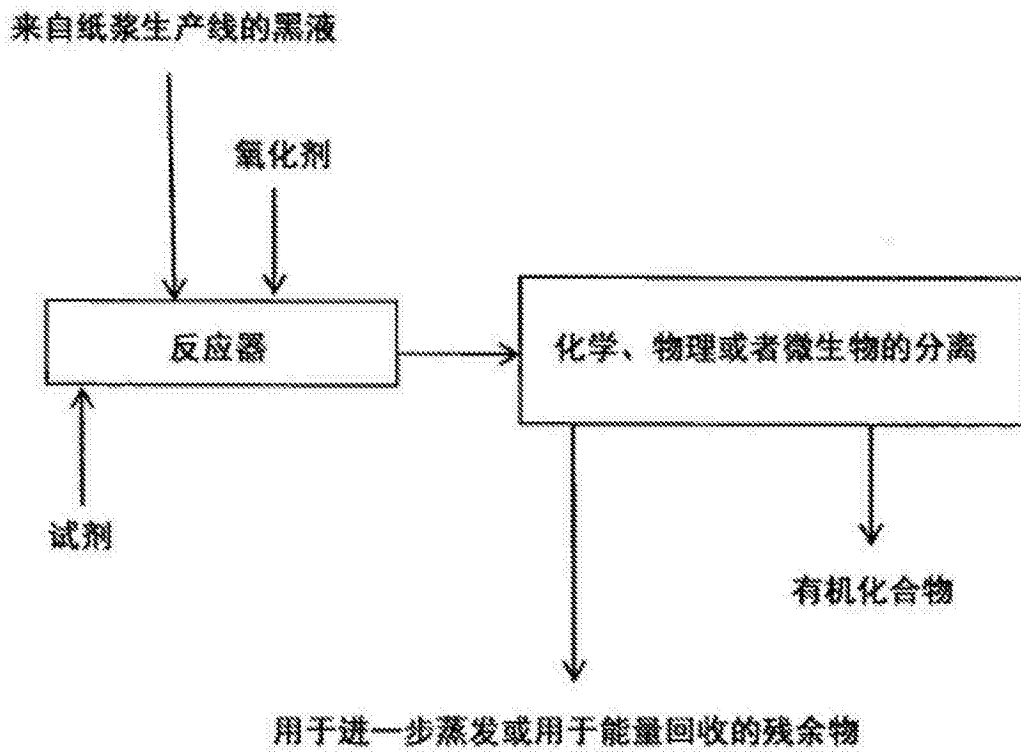 来自纸浆生产线的黑液
氧化剂
反应器
化学、物理或者微生物的分离
试剂
有机化合物
用于进一步蒸发或用于能量回收的残余物